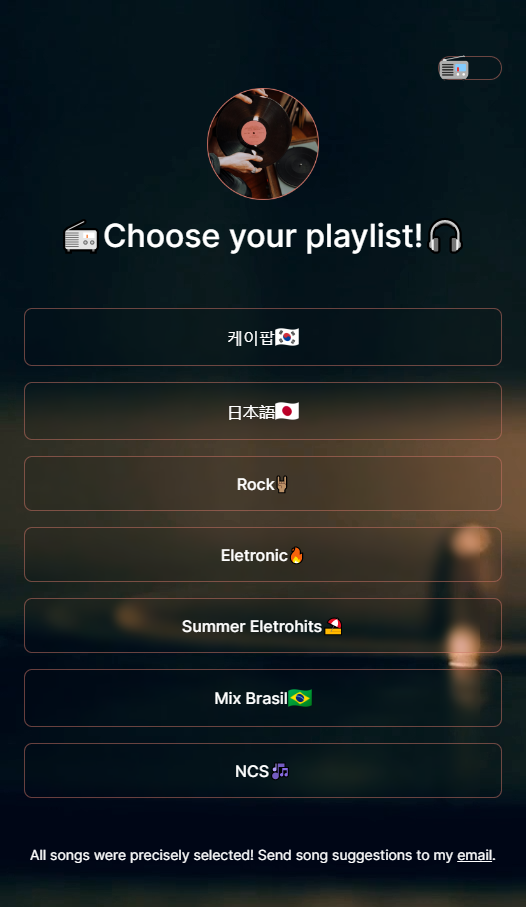 Choose your playlist!
케이팝
日本語
Rock
Eletronic
Summer Eletrohits
Mix Brasil
NCS
All songs were precisely selected! Send song suggestions to my email.